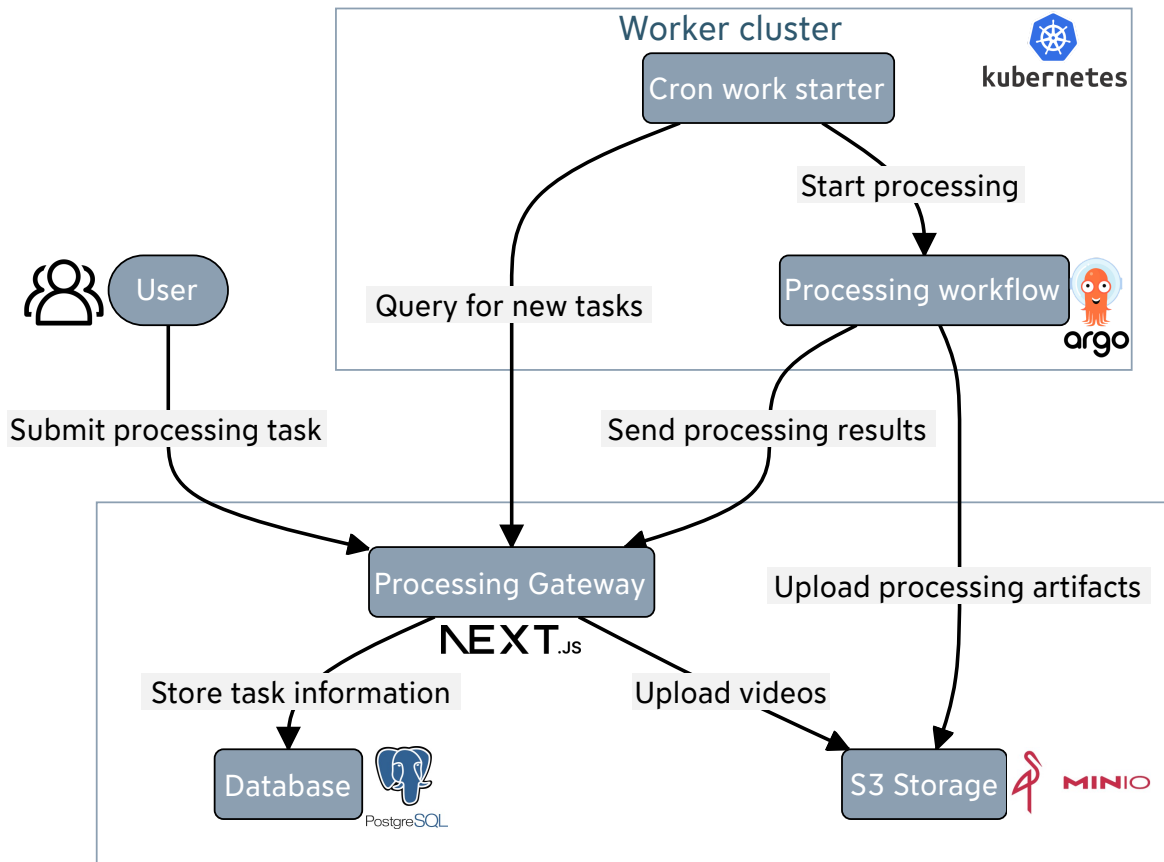 Worker cluster
kubernetes
Cron work starter
Start processing
User
Query for new tasks
Processing workflow
argo
Submit processing task
Send processing results
Processing Gateway
NEXT.JS
Upload processing artifacts
Store task information
Upload videos
Database
PostgreSQL
S3 Storage
MINIO